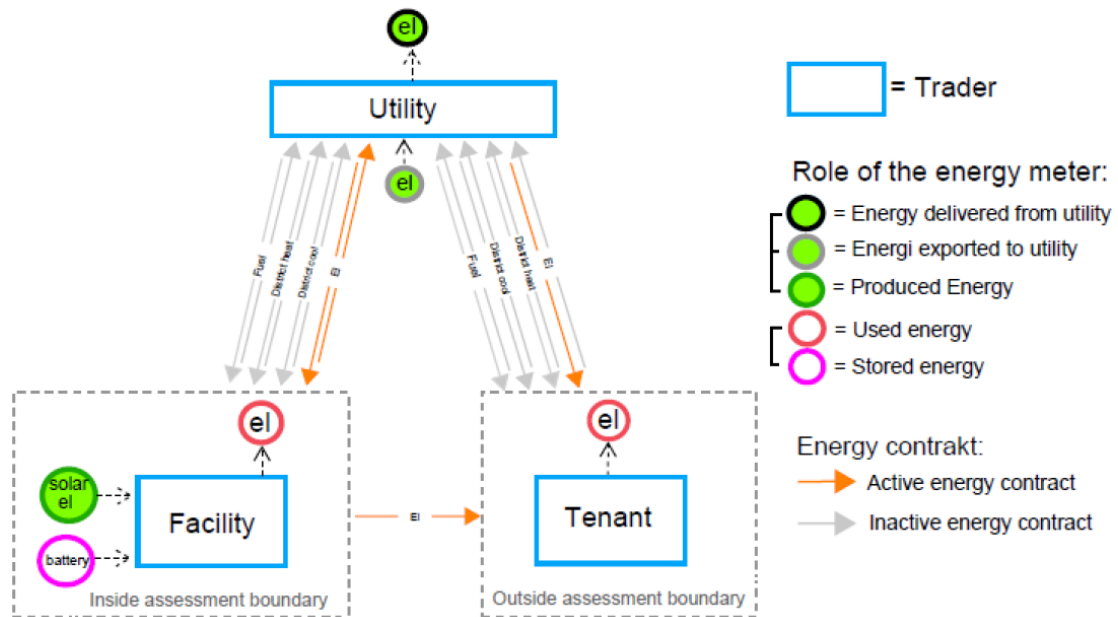 el
Utility
el
Fuel
District heat
District cool
El
Fuel
District cool
District heat
El
= Trader
Role of the energy meter:
= Energy delivered from utility
= Energi exported to utility
= Produced Energy
= Used energy
= Stored energy
Energy contrakt:
Active energy contract
Inactive energy contract
el
solar
el
battery
Facility
Inside assessment boundary
El
el
Tenant
Outside assessment boundary